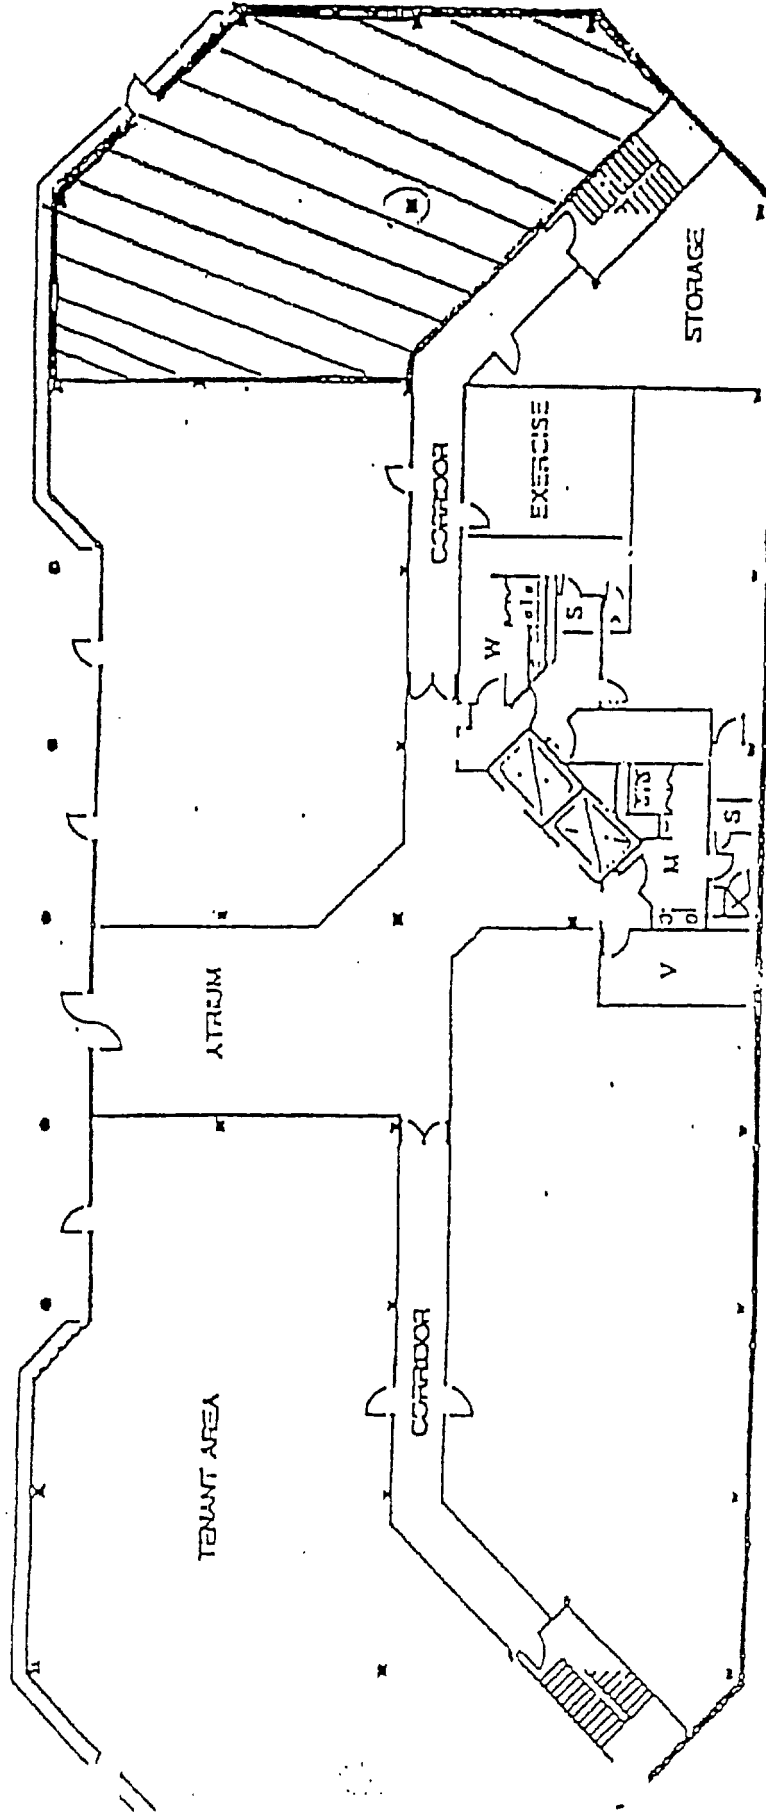 STORAGE
EXERCISE
CORRIDOR
W
S
S
M
V
ATRIUM
CORRIDOR
TENANT AREA